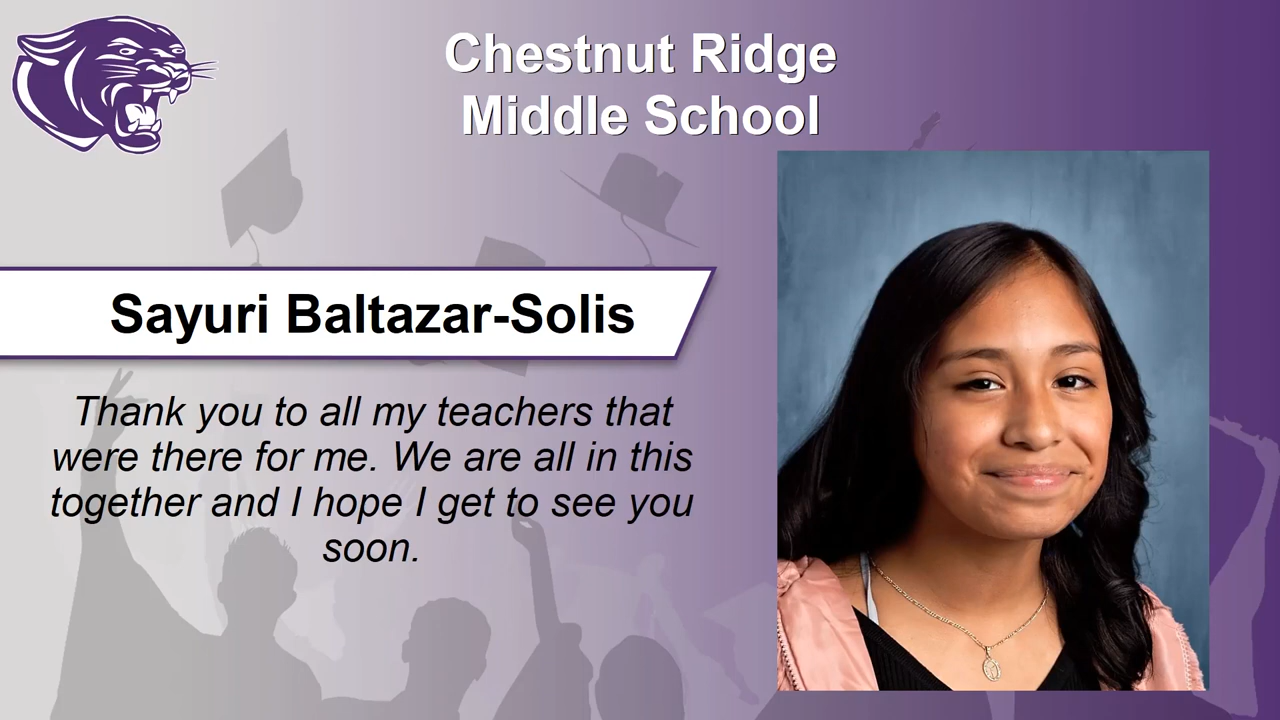 Chestnut Ridge
Middle School
Sayuri Baltazar-Solis
Thank you to all my teachers that
were there for me. We are all in this
together and I hope I get to see you
soon.